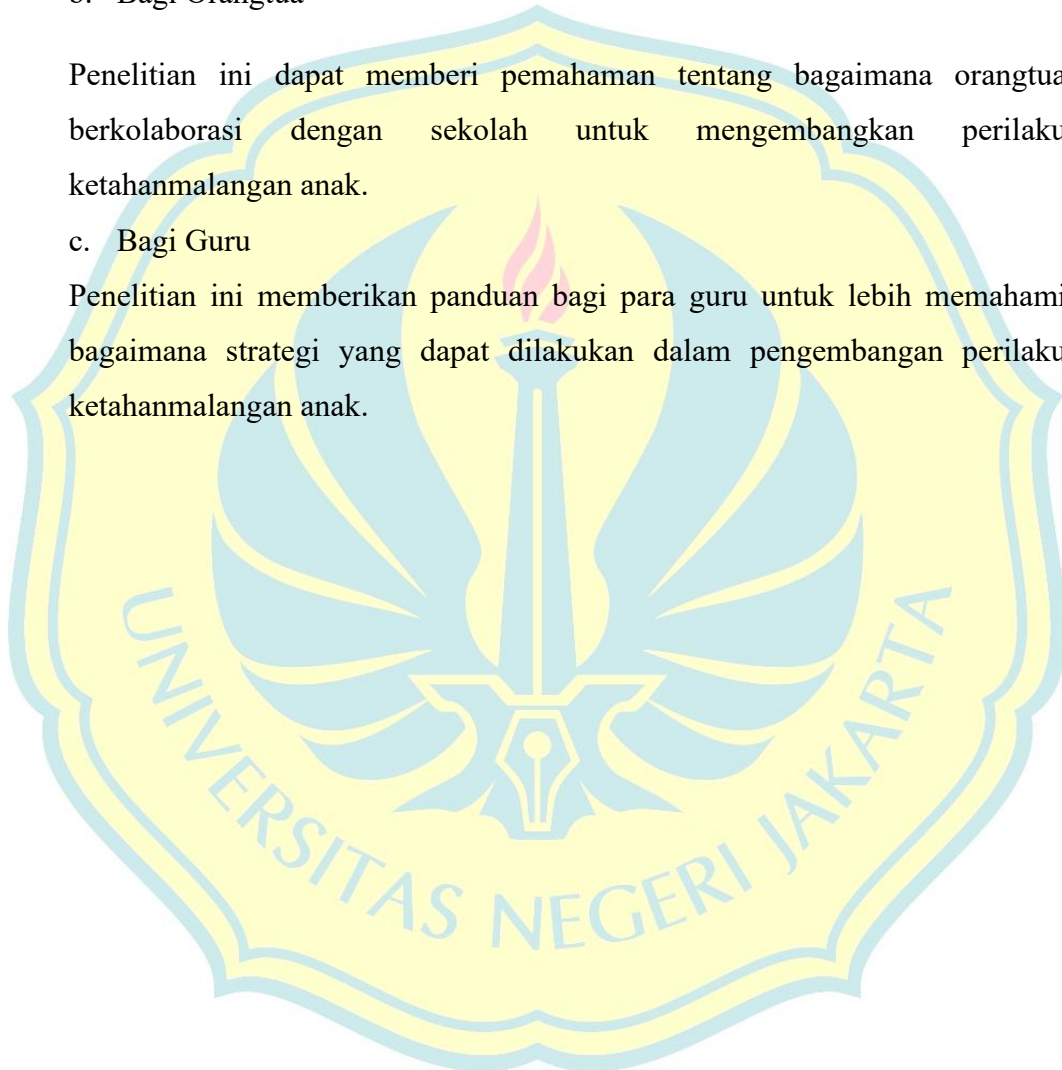 b. Bagi Orangtua
Penelitian ini dapat memberi pemahaman tentang bagaimana orangtua
berkolaborasi dengan sekolah untuk mengembangkan perilaku
ketahanmalangan anak.
c. Bagi Guru
Penelitian ini memberikan panduan bagi para guru untuk lebih memahami
bagaimana strategi yang dapat dilakukan dalam pengembangan perilaku
ketahanmalangan anak.
UNIVERSITAS NEGERI JAKARTA